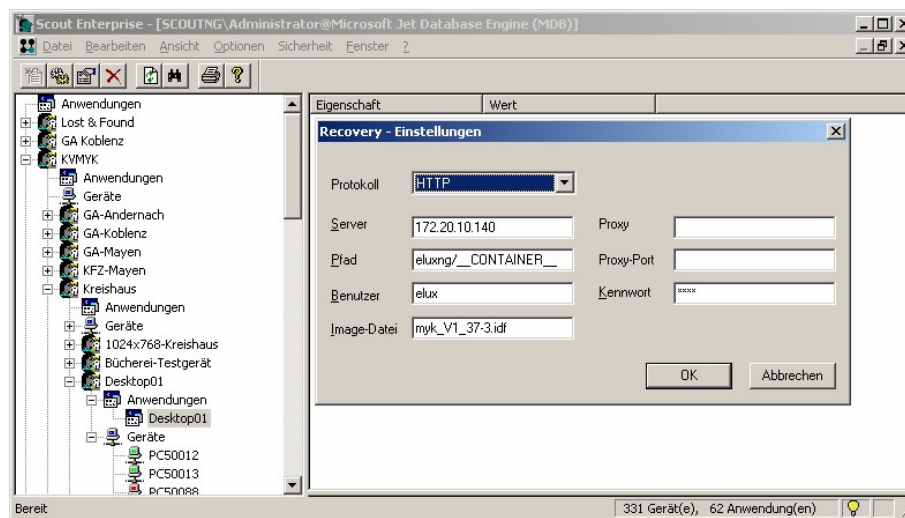 Scout Enterprise - [SCOUTNG\Administrator@Microsoft Jet Database Engine (MDB)]
Datei Bearbeiten Ansicht Optionen Sicherheit Fenster ?
Anwendungen
Lost & Found
GA Koblenz
KVMYK
Anwendungen
Geräte
GA-Andernach
GA-Koblenz
GA-Mayen
KFZ-Mayen
Kreishaus
Anwendungen
Geräte
1024x768-Kreishaus
Bücherei-Testgerät
Desktop01
Anwendungen
Desktop01
Geräte
PC50012
PC50013
PC50088
Eigenschaft Wert
Recovery - Einstellungen
Protokoll HTTP
Server 172.20.10.140 Proxy
Pfad eluxng/__CONTAINER__ Proxy-Port
Benutzer elux Kennwort ××××
Image-Datei myk_V1_37-3.idf
OK Abbrechen
Bereit 331 Gerät(e), 62 Anwendung(en)